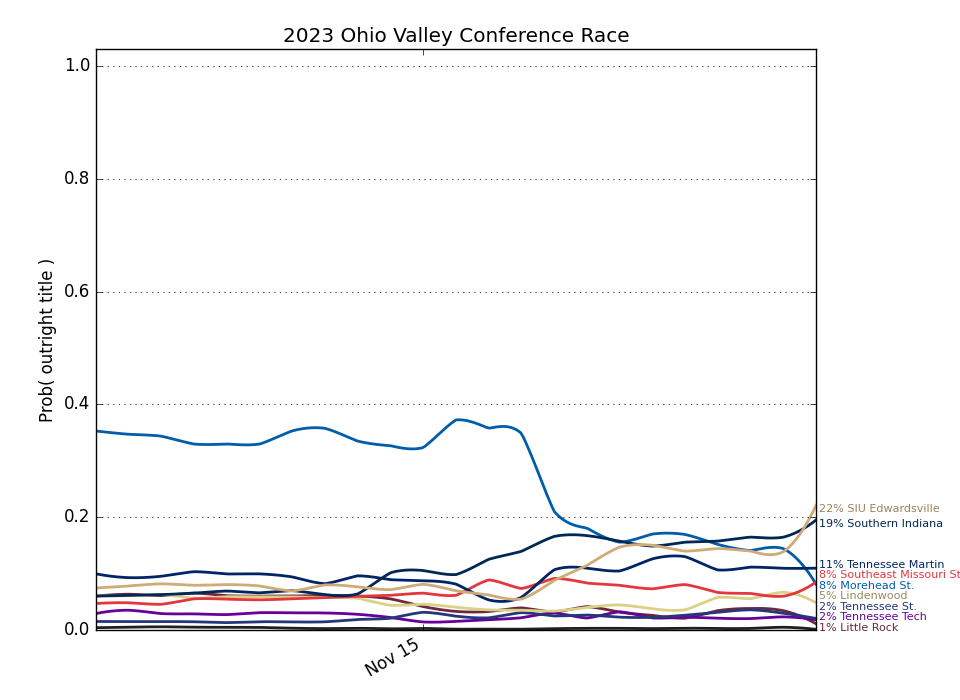 2023 Ohio Valley Conference Race
1.0
0.8
0.6
0.4
0.2
0.0
Prob( outright title )
Nov 15
22% SIU Edwardsville
19% Southern Indiana
11% Tennessee Martin
8% Southeast Missouri St
8% Morehead St.
5% Lindenwood
2% Tennessee St.
2% Tennessee Tech
1% Little Rock